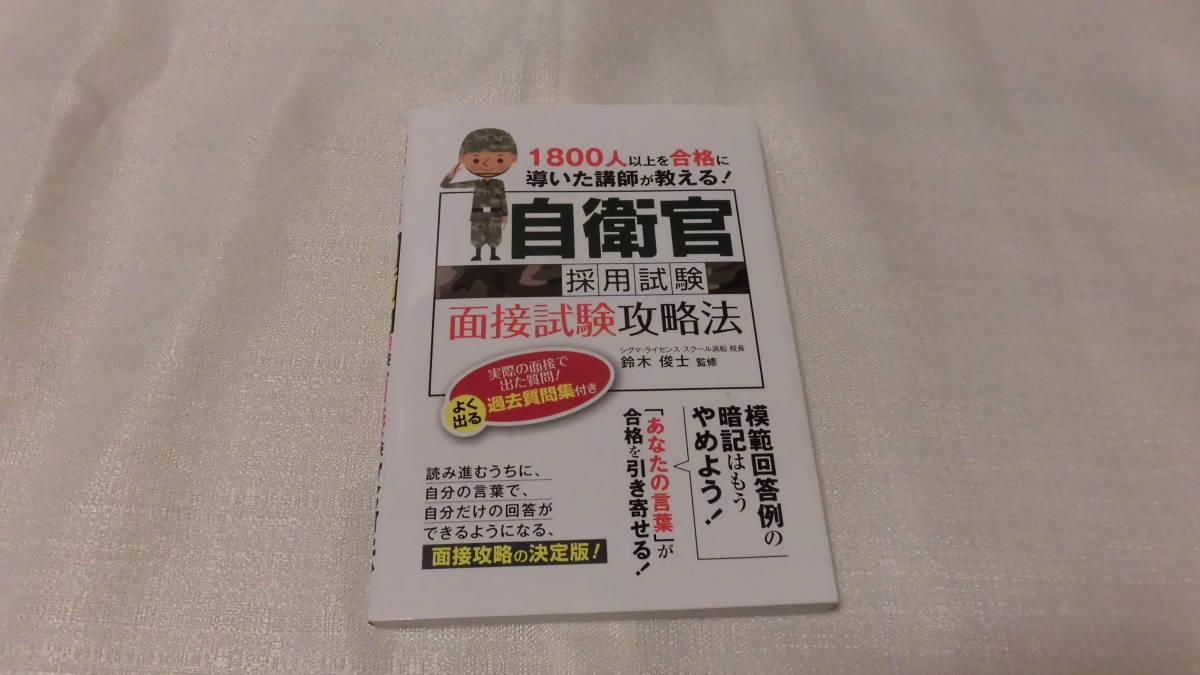 1800人以上を合格に
導いた講師が教える!
自衛官
採用試験
面接試験攻略法
シグマ・ライセンス・スクール浜松 校長
鈴木 俊士 監修
実際の面接で
出た質問!
過去質問集付き
よく
出る
模範回答例の
暗記はもう
やめよう!
「あなたの言葉」が
合格を引き寄せる!
読み進むうちに、
自分の言葉で、
自分だけの回答が
できるようになる、
面接攻略の決定版!